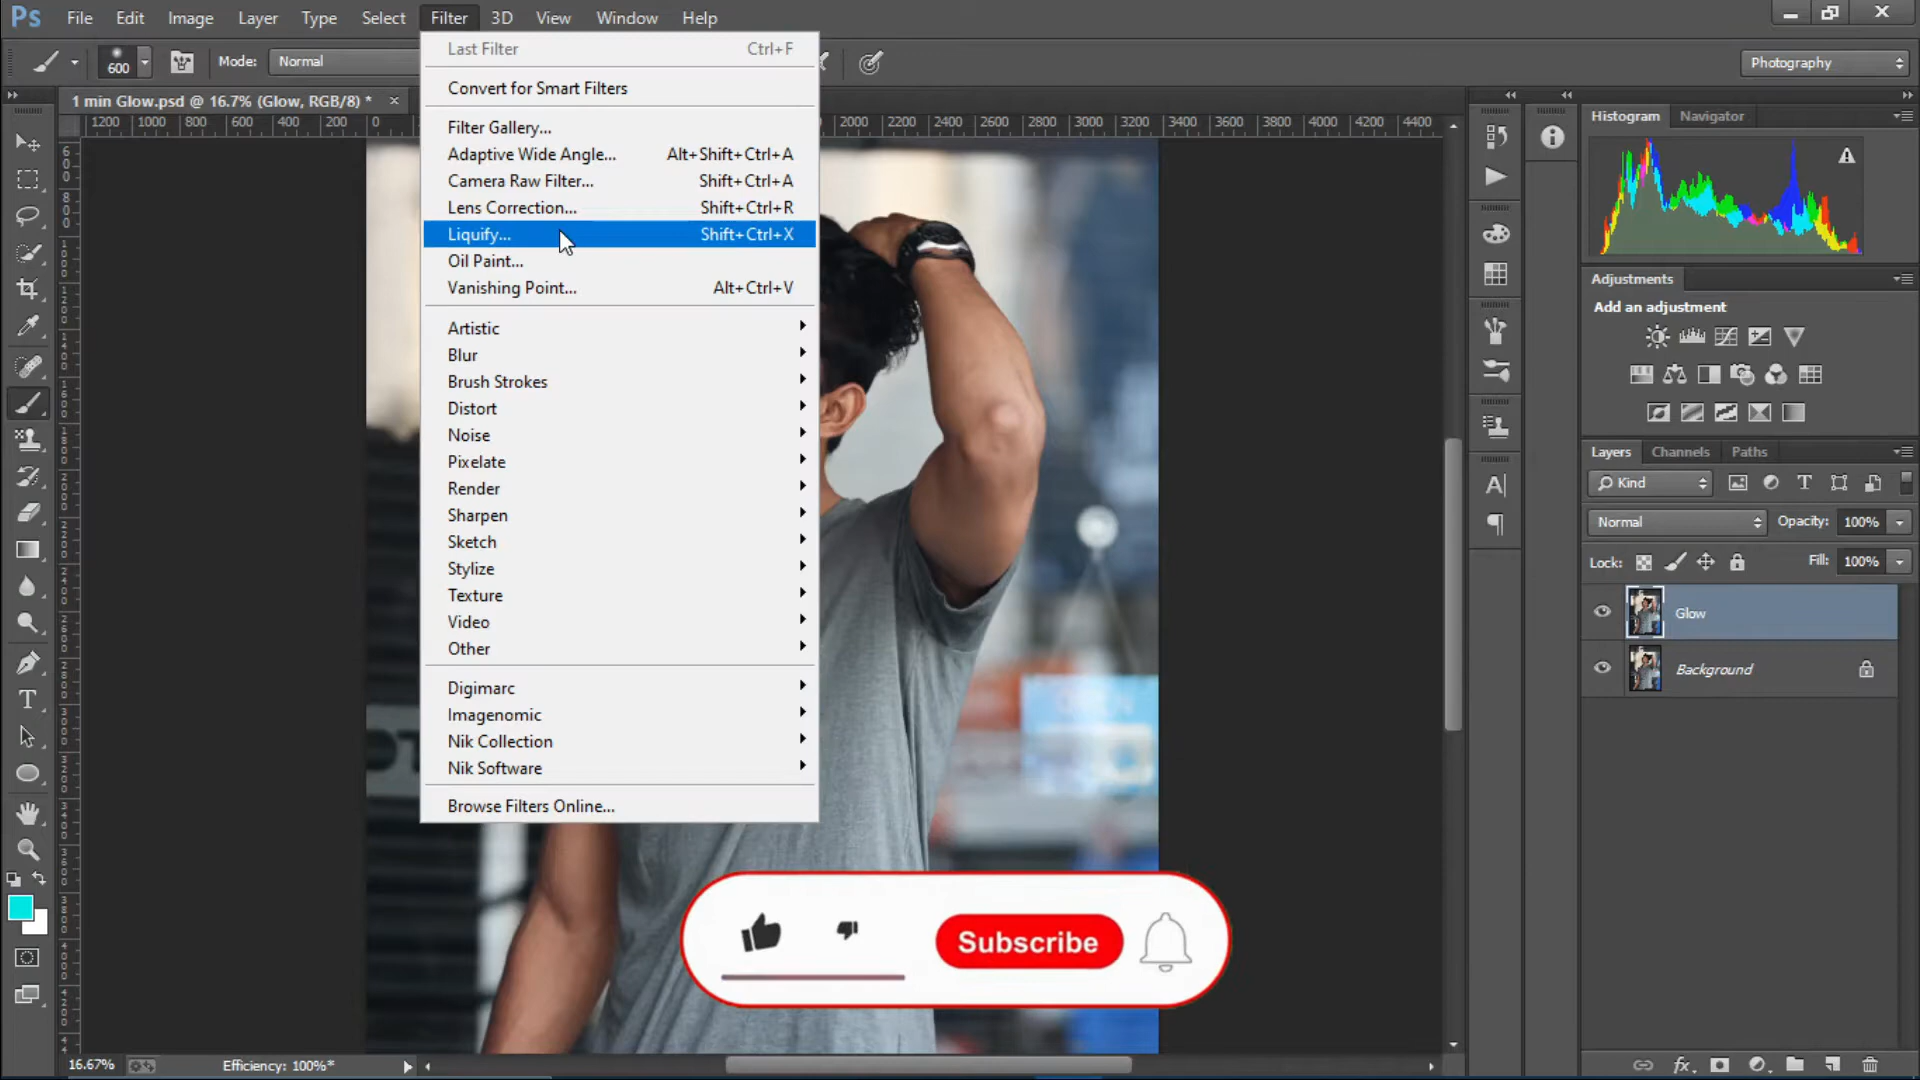 Ps File Edit Image Layer Type Select Filter 3D View Window Help
600 Mode: Normal Photography
1 min Glow.psd @ 16.7% (Glow, RGB/8) * ×
1200 1000 800 600 400 200 0 2000 2200 2400 2600 2800 3000 3200 3400 3600 3800 4000 4200 4400
Last Filter Ctrl+F
Convert for Smart Filters
Filter Gallery...
Adaptive Wide Angle... Alt+Shift+Ctrl+A
Camera Raw Filter... Shift+Ctrl+A
Lens Correction... Shift+Ctrl+R
Liquify... Shift+Ctrl+X
Oil Paint...
Vanishing Point... Alt+Ctrl+V
Artistic
Blur
Brush Strokes
Distort
Noise
Pixelate
Render
Sharpen
Sketch
Stylize
Texture
Video
Other
Digimarc
Imagenomic
Nik Collection
Nik Software
Browse Filters Online...
Histogram Navigator
Adjustments
Add an adjustment
Layers Channels Paths
Kind
Normal Opacity: 100%
Lock: Fill: 100%
Glow
Background
Subscribe
16.67% Efficiency: 100%*